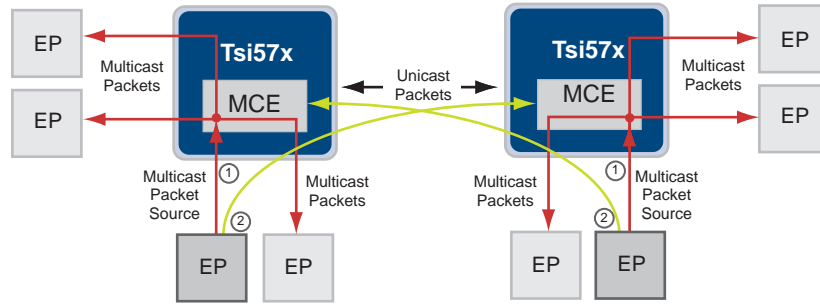 EP
Tsi57x
Multicast
Packets
MCE
EP
Multicast
Packet
Source
1
2
Multicast
Packets
EP
EP
Unicast
Packets
Tsi57x
MCE
EP
Multicast
Packets
EP
Multicast
Packets
1
Multicast
Packet
Source
2
EP
EP